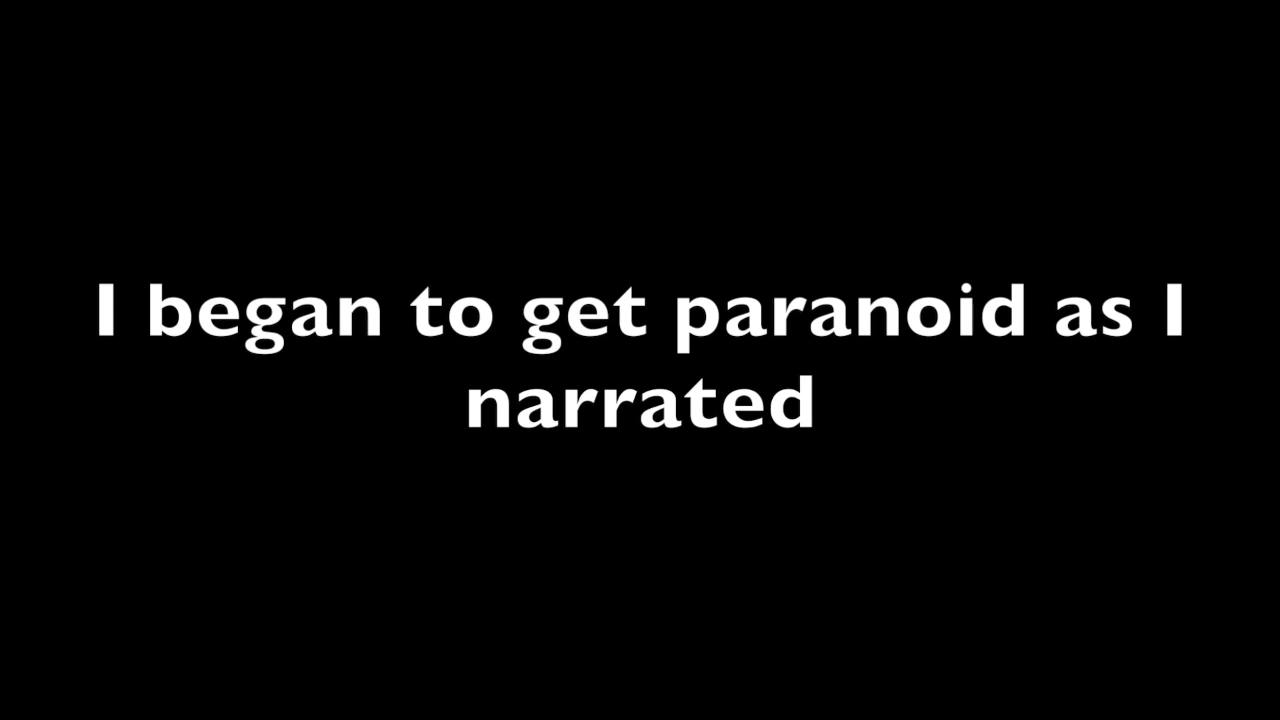 I began to get paranoid as I
narrated